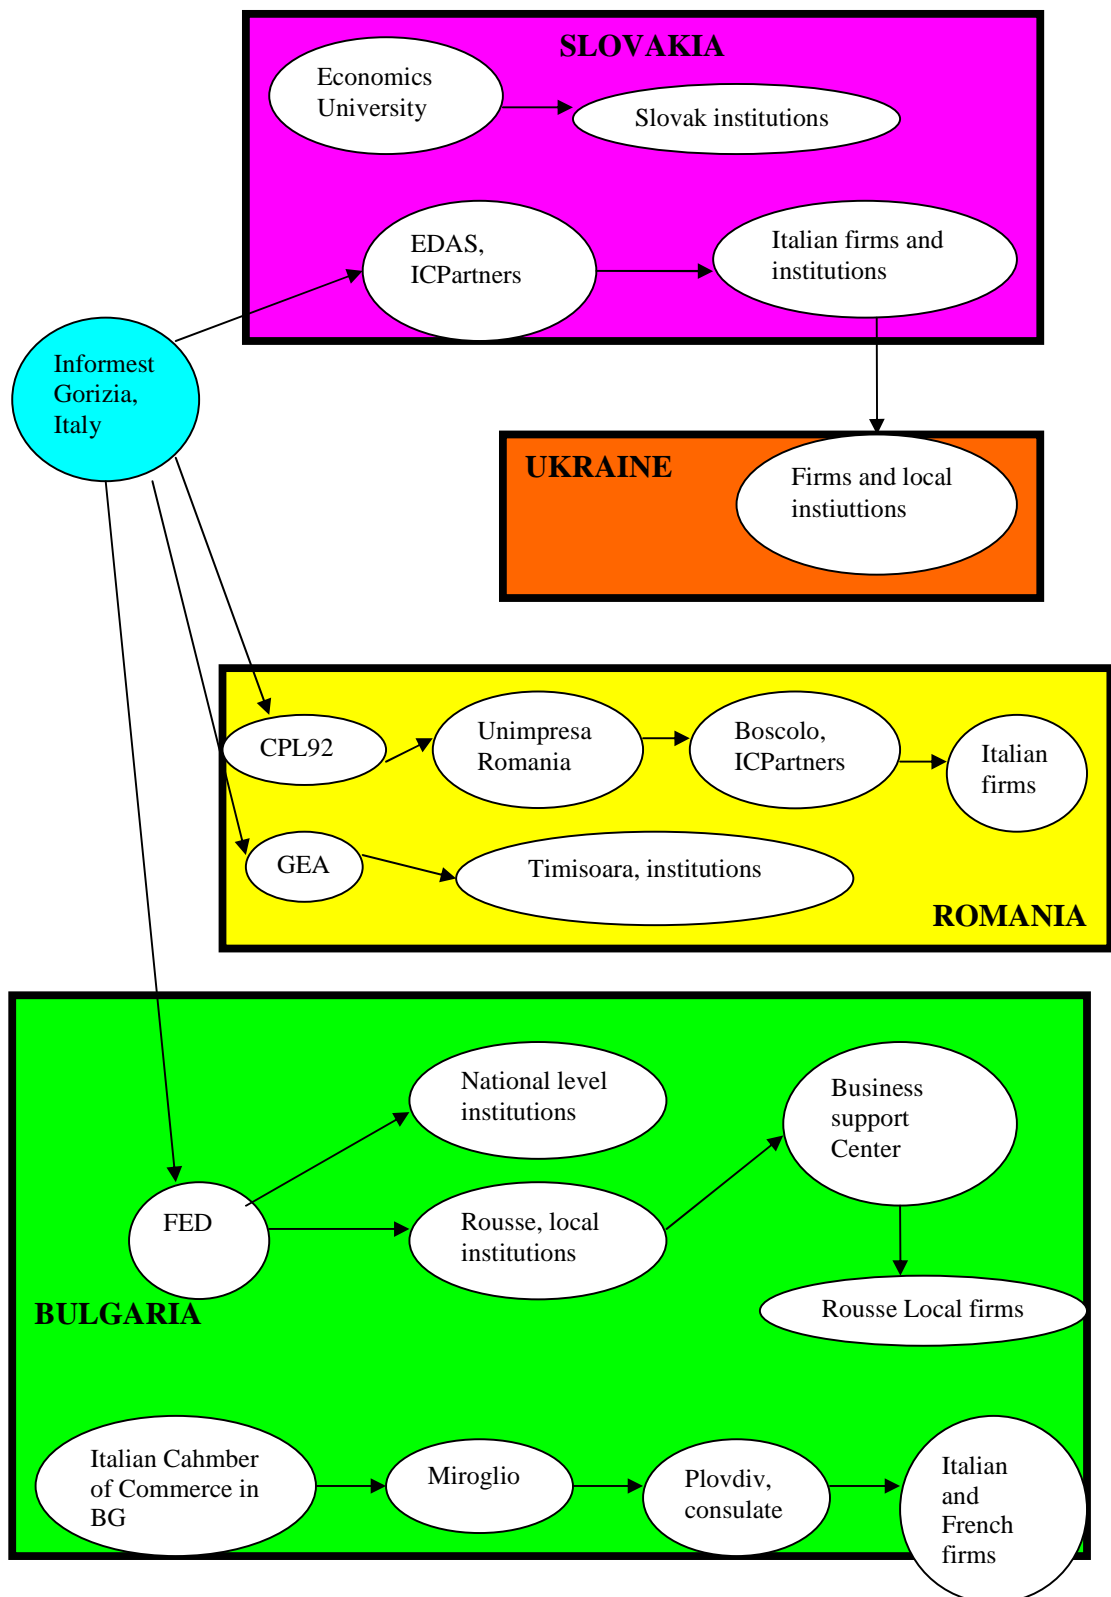 SLOVAKIA
Economics
University
Slovak institutions
EDAS,
ICPartners
Italian firms and
institutions
Informest
Gorizia,
Italy
UKRAINE
Firms and local
instiuttions
CPL92
Unimpresa
Romania
Boscolo,
ICPartners
Italian
firms
GEA
Timisoara, institutions
ROMANIA
National level
institutions
Business
support
Center
FED
Rousse, local
institutions
BULGARIA
Rousse Local firms
Italian Cahmber
of Commerce in
BG
Miroglio
Plovdiv,
consulate
Italian
and
French
firms